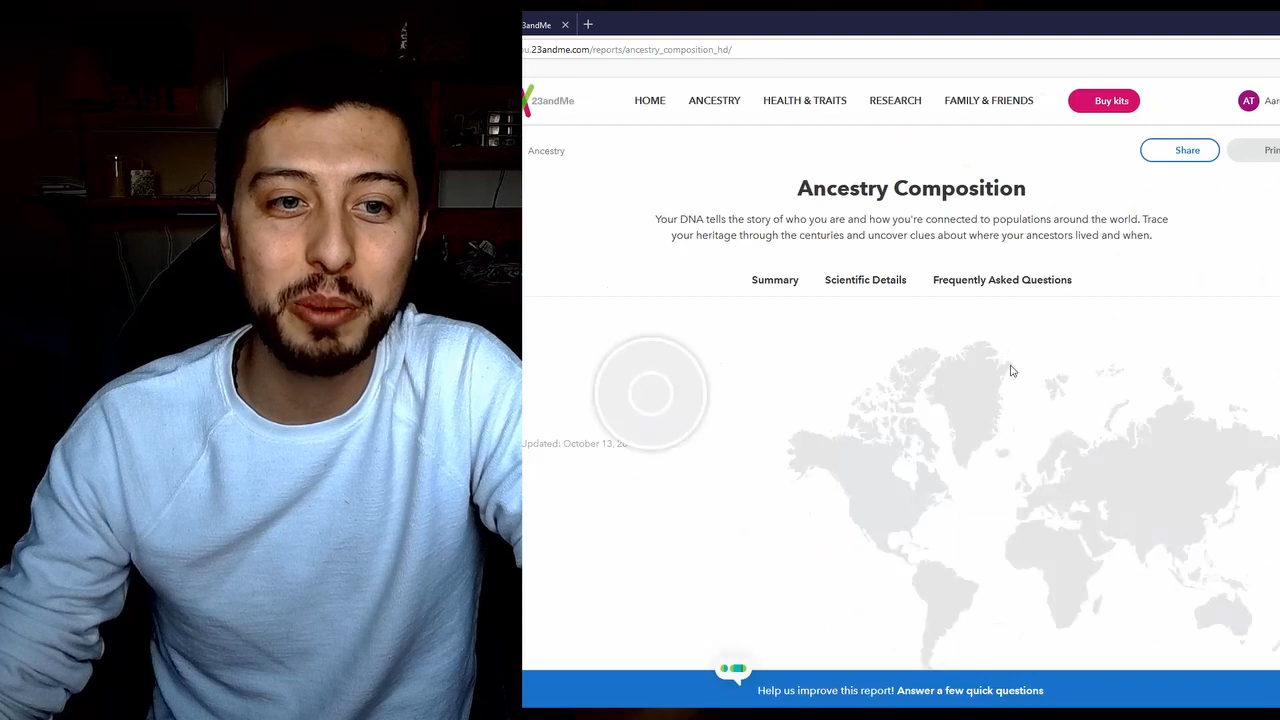 3andMe
u.23andme.com/reports/ancestry_composition_hd/
23andMe
HOME ANCESTRY HEALTH & TRAITS RESEARCH FAMILY & FRIENDS Buy kits AT Aar
Ancestry Share Prin
Ancestry Composition
Your DNA tells the story of who you are and how you're connected to populations around the world. Trace
your heritage through the centuries and uncover clues about where your ancestors lived and when.
Summary Scientific Details Frequently Asked Questions
Updated: October 13, 20
Help us improve this report! Answer a few quick questions